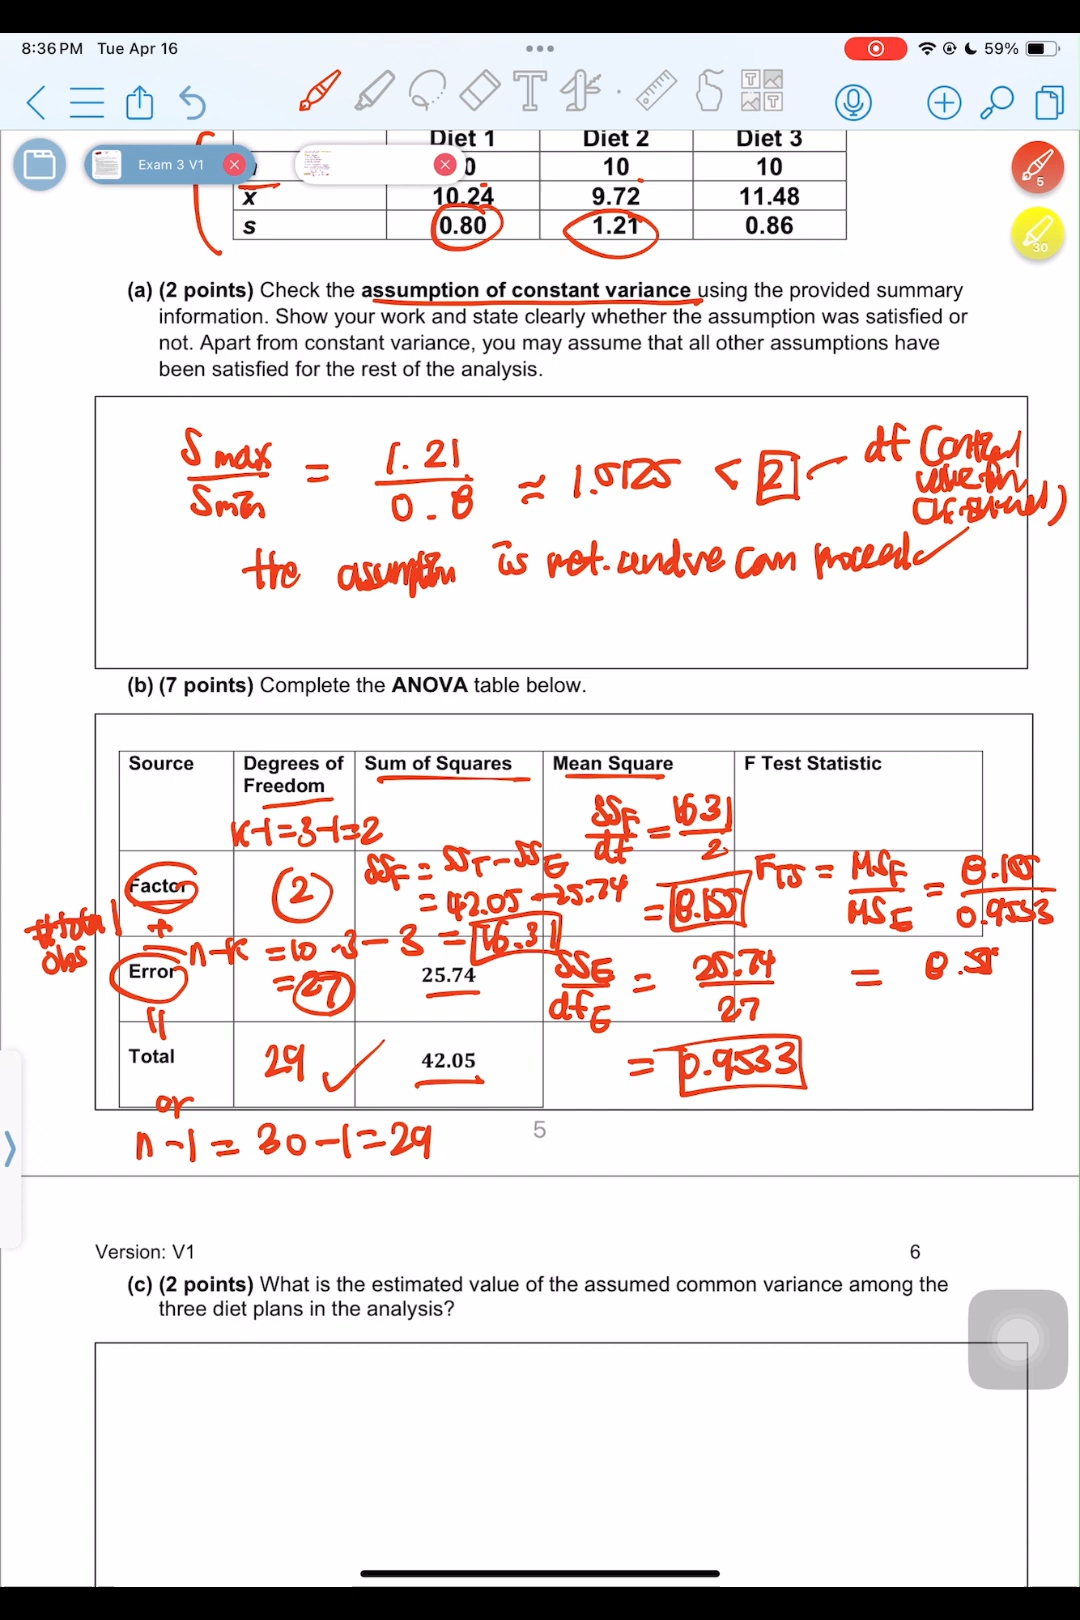 8:36 PM Tue Apr 16
59%
Exam 3 V1
5
30
Diet 1 Diet 2 Diet 3
0 10 10
x 10.24 9.72 11.48
s 0.80 1.21 0.86
(a) (2 points) Check the assumption of constant variance using the provided summary
information. Show your work and state clearly whether the assumption was satisfied or
not. Apart from constant variance, you may assume that all other assumptions have
been satisfied for the rest of the analysis.
Smax / Smin = 1.21 / 0.8 ≈ 1.5125 < 2
the assumption is met. can proceed
(b) (7 points) Complete the ANOVA table below.
Source Degrees of Freedom Sum of Squares Mean Square F Test Statistic
k-1=3-1=2
SSF / df = 16.31 / 2
Factor 2 SSF = SST - SSE = 42.05 - 25.74 = 16.31 = 8.155 FTS = MSF / MSE = 8.155 / 0.9533
#total obs
+
n-k = 10·3-3 = 27
Error 25.74 SSE / dfE = 25.74 / 27 = 8.55
=
Total 29 42.05 = 0.9533
or
n-1 = 30-1=29
5
Version: V1 6
(c) (2 points) What is the estimated value of the assumed common variance among the
three diet plans in the analysis?